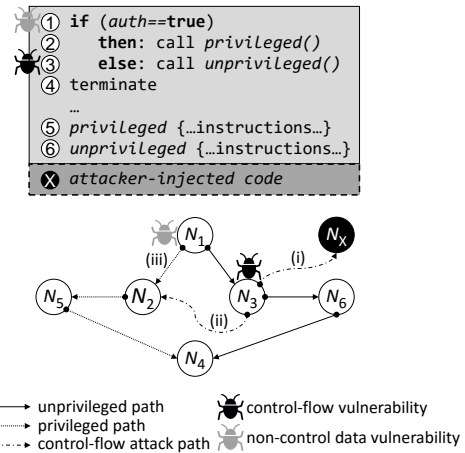 ① if (auth==true)
② then: call privileged()
③ else: call unprivileged()
④ terminate
…
⑤ privileged {…instructions…}
⑥ unprivileged {…instructions…}
X attacker-injected code
N1
NX
(i)
(iii)
N5
N2
N3
N6
(ii)
N4
unprivileged path
privileged path
control-flow attack path
control-flow vulnerability
non-control data vulnerability